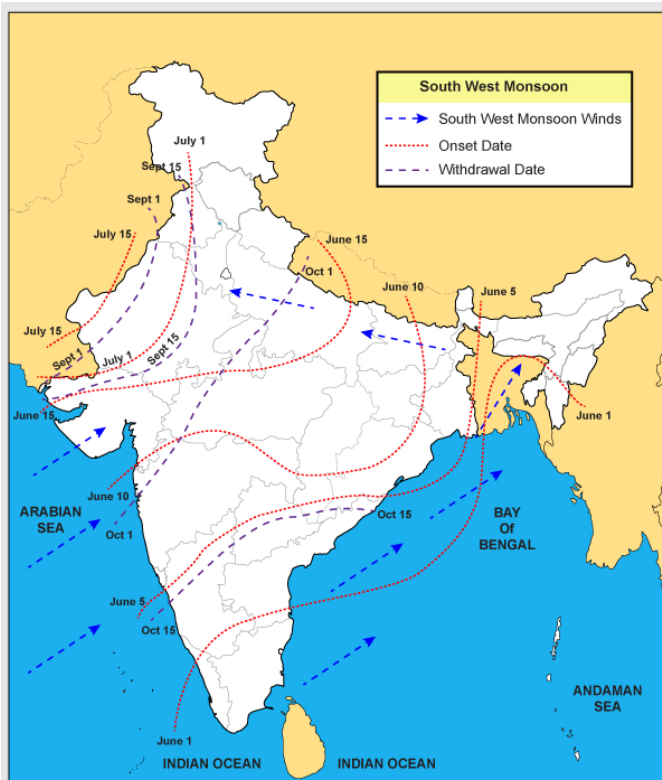 South West Monsoon
South West Monsoon Winds
Onset Date
Withdrawal Date
July 1
Sept 15
Sept 1
July 15
June 15
Oct 1
June 10
June 5
July 15
Sept 1
July 1
Sept 15
June 15
June 1
June 10
ARABIAN
SEA
Oct 1
Oct 15
BAY
Of
BENGAL
June 5
Oct 15
ANDAMAN
SEA
June 1
INDIAN OCEAN
INDIAN OCEAN